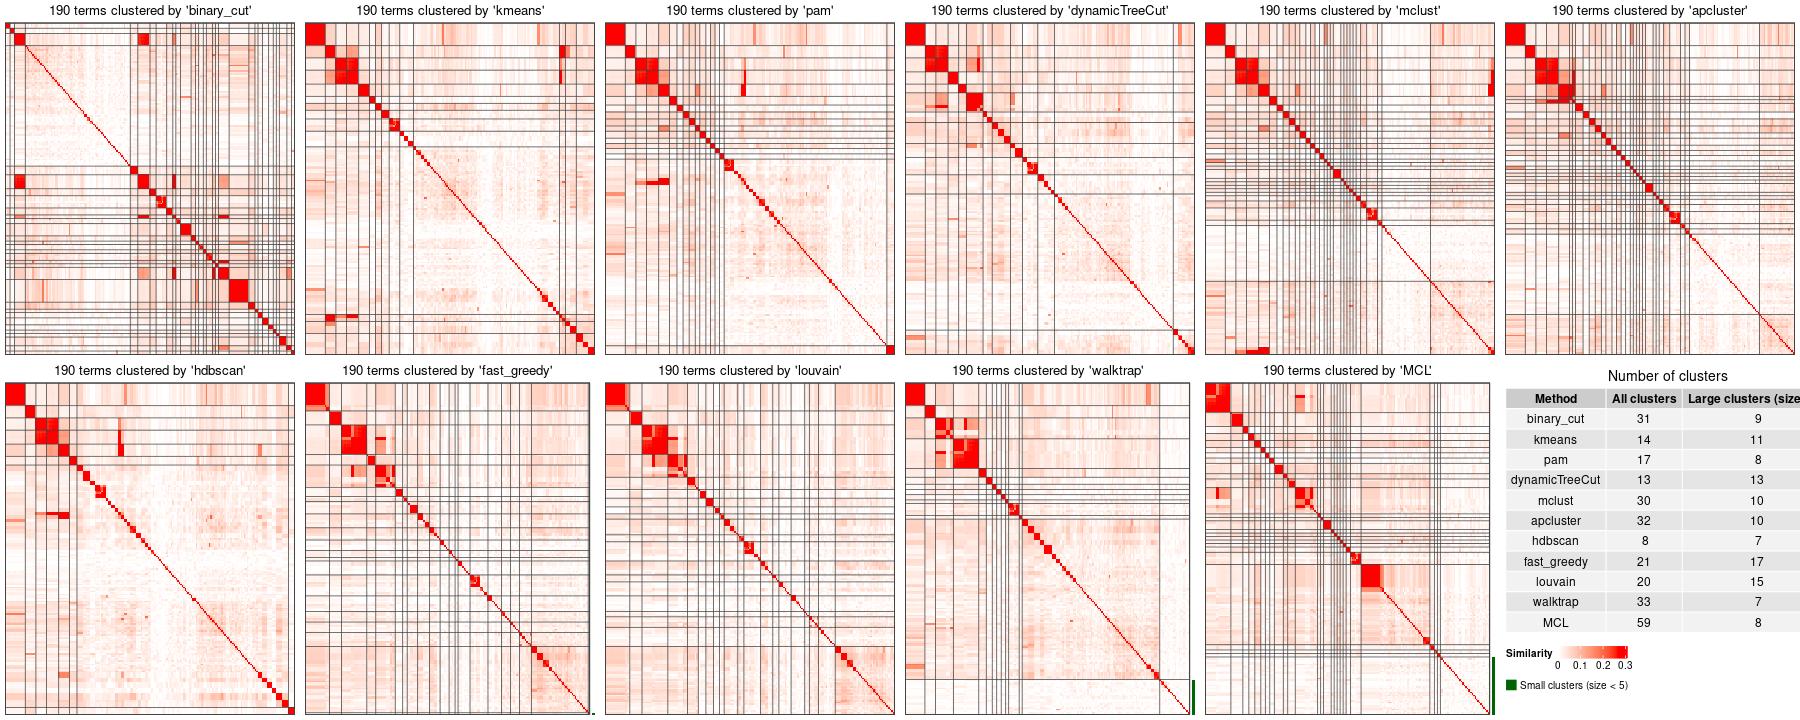 190 terms clustered by 'binary_cut'
190 terms clustered by 'kmeans'
190 terms clustered by 'pam'
190 terms clustered by 'dynamicTreeCut'
190 terms clustered by 'mclust'
190 terms clustered by 'apcluster'
190 terms clustered by 'hdbscan'
190 terms clustered by 'fast_greedy'
190 terms clustered by 'louvain'
190 terms clustered by 'walktrap'
190 terms clustered by 'MCL'
Number of clusters
Method All clusters Large clusters (size
binary_cut 31 9
kmeans 14 11
pam 17 8
dynamicTreeCut 13 13
mclust 30 10
apcluster 32 10
hdbscan 8 7
fast_greedy 21 17
louvain 20 15
walktrap 33 7
MCL 59 8
Similarity
0 0.1 0.2 0.3
Small clusters (size < 5)